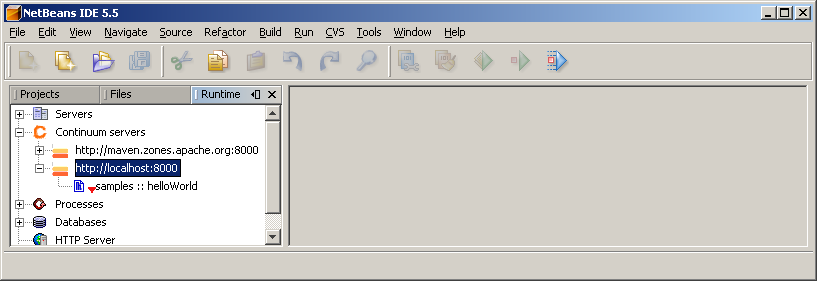 NetBeans IDE 5.5
File Edit View Navigate Source Refactor Build Run CVS Tools Window Help
Projects Files Runtime
Servers
Continuum servers
http://maven.zones.apache.org:8000
http://localhost:8000
samples :: helloWorld
Processes
Databases
HTTP Server